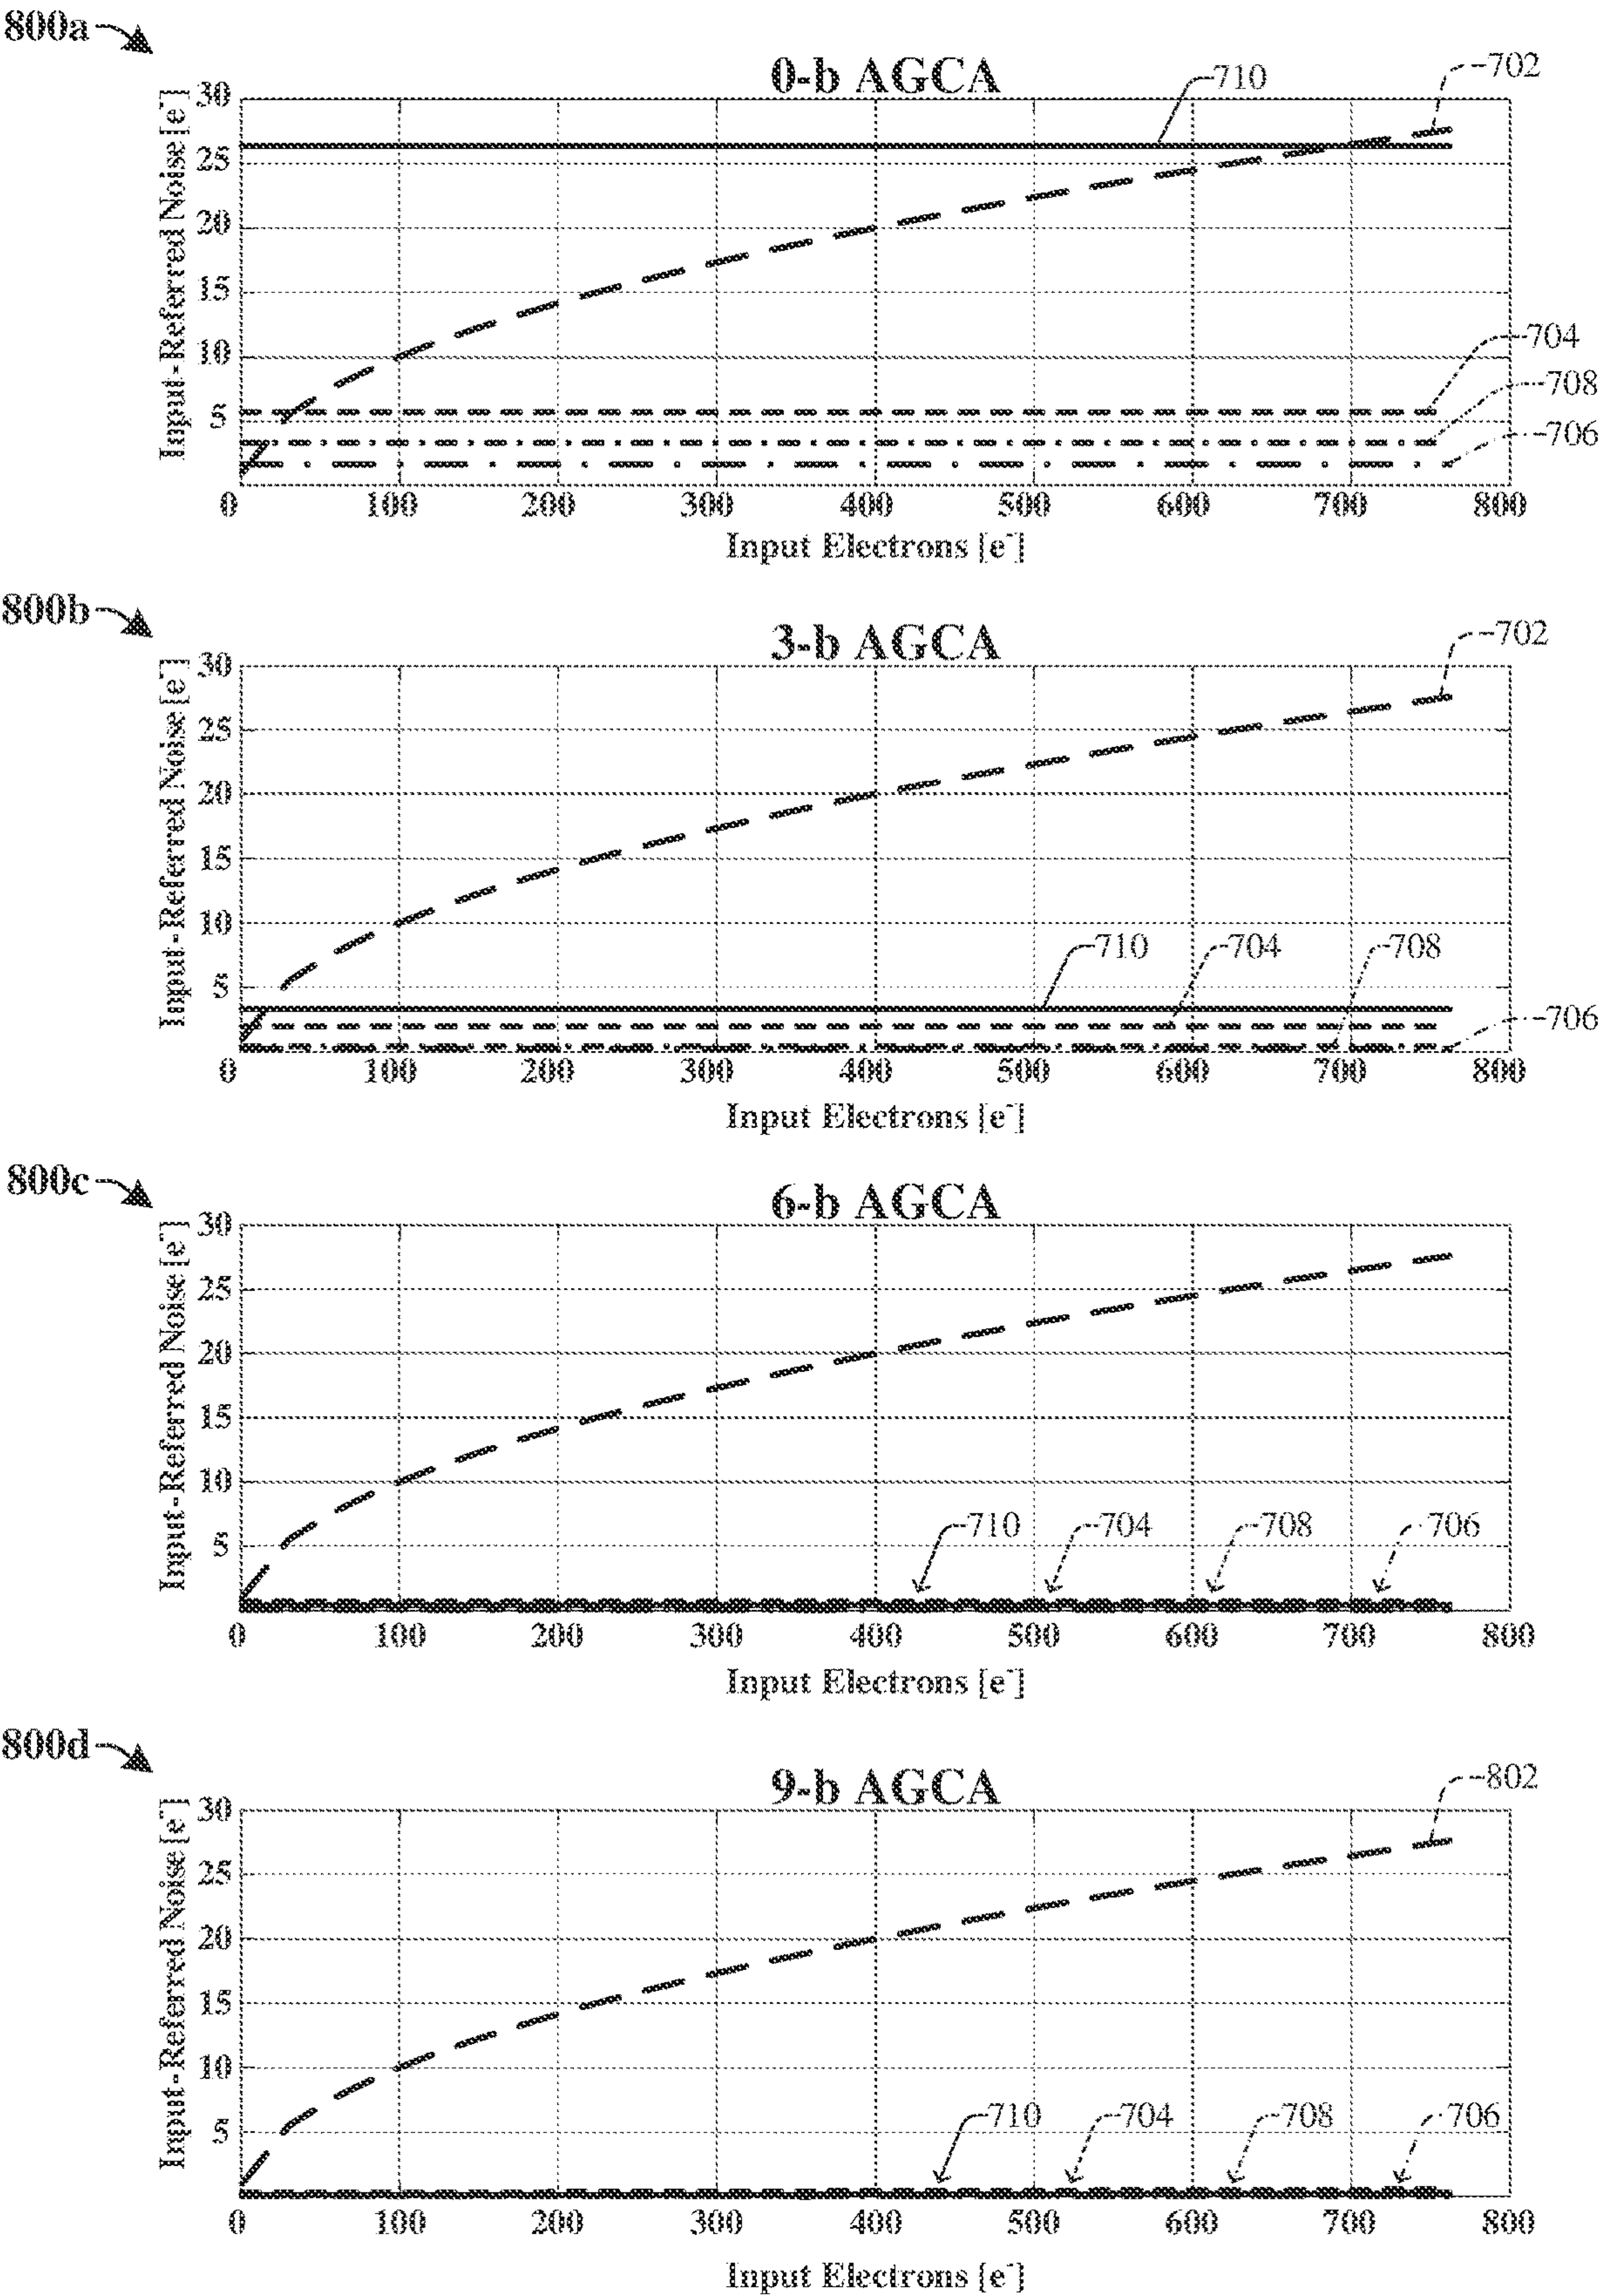 800a
0-b AGCA
710
702
Input-Referred Noise [e⁻]
30
25
20
15
10
5
704
708
706
0 100 200 300 400 500 600 700 800
Input Electrons [e⁻]
800b
3-b AGCA
702
Input-Referred Noise [e⁻]
30
25
20
15
10
5
710 704 708
706
0 100 200 300 400 500 600 700 800
Input Electrons [e⁻]
800c
6-b AGCA
Input-Referred Noise [e⁻]
30
25
20
15
10
5
710 704 708 706
0 100 200 300 400 500 600 700 800
Input Electrons [e⁻]
800d
9-b AGCA
802
Input-Referred Noise [e⁻]
30
25
20
15
10
5
710 704 708 706
0 100 200 300 400 500 600 700 800
Input Electrons [e⁻]